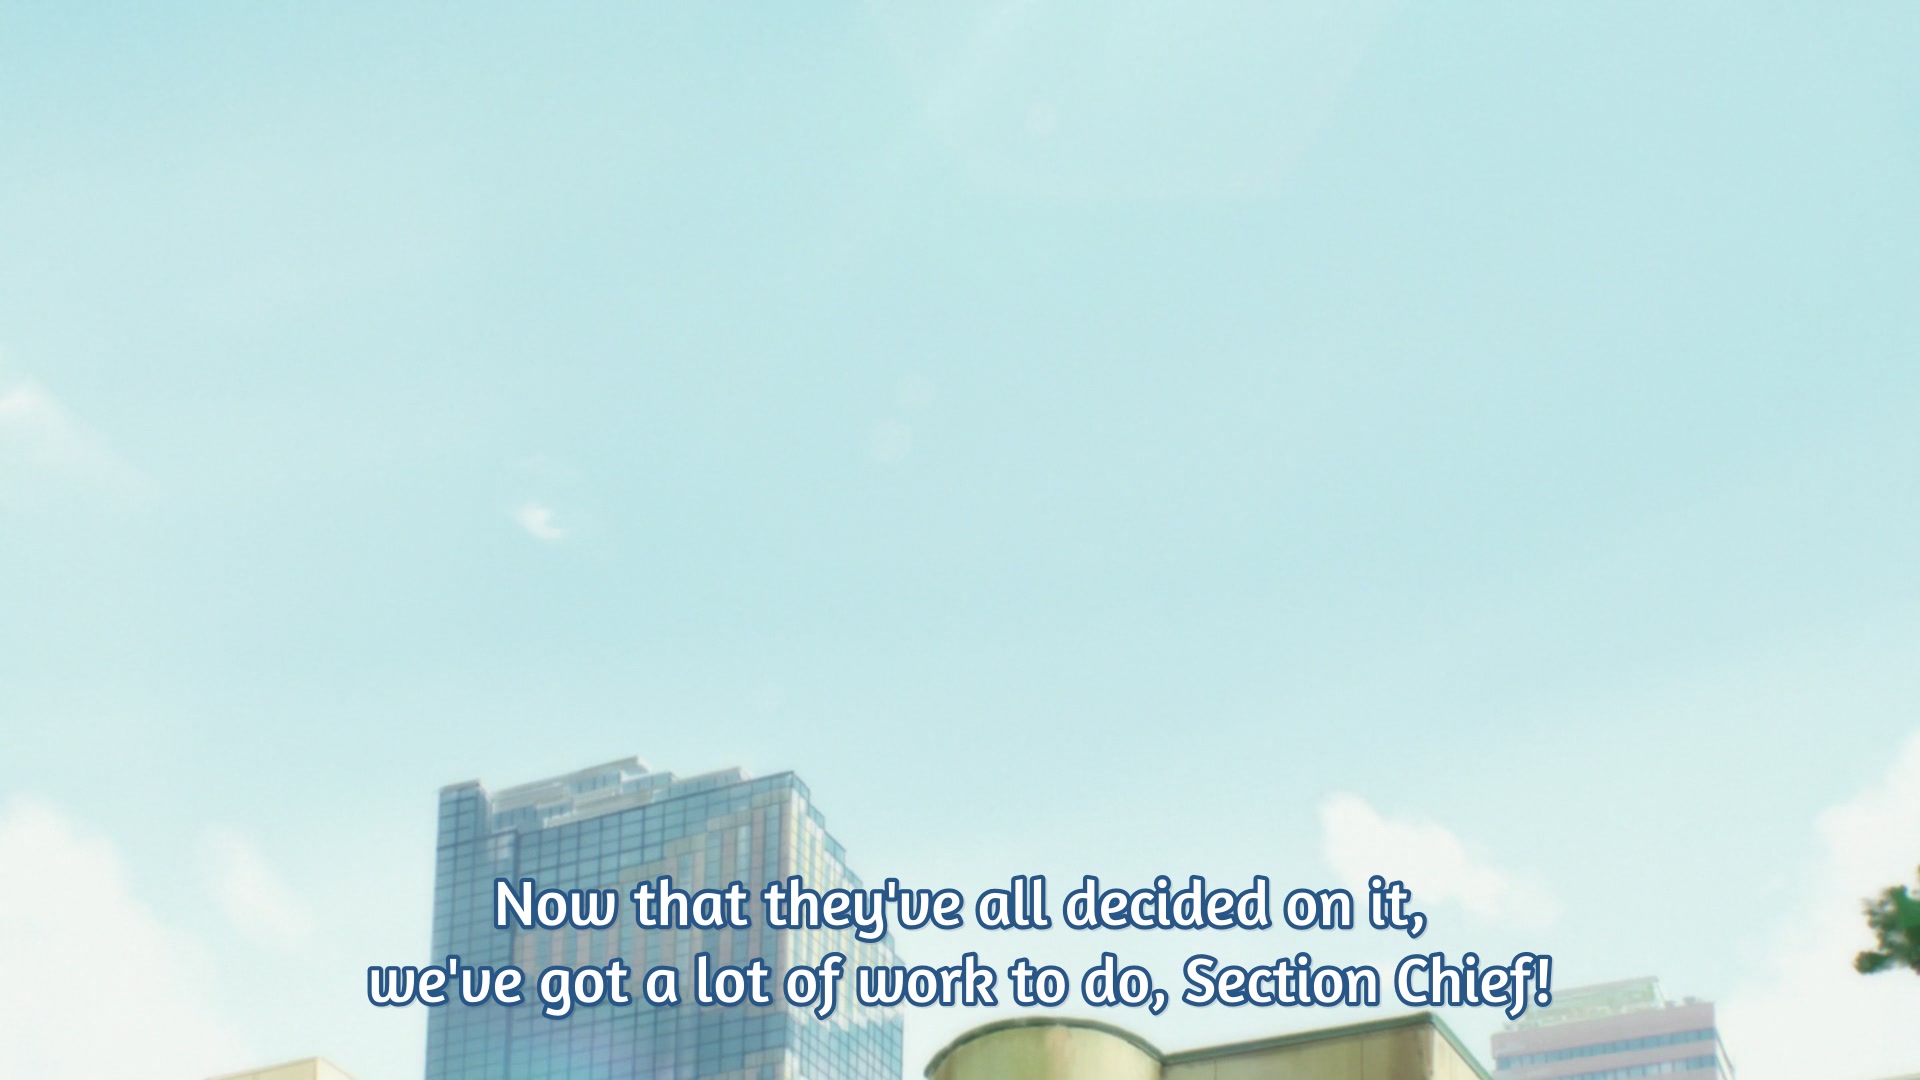 Now that they've all decided on it,
we've got a lot of work to do, Section Chief!